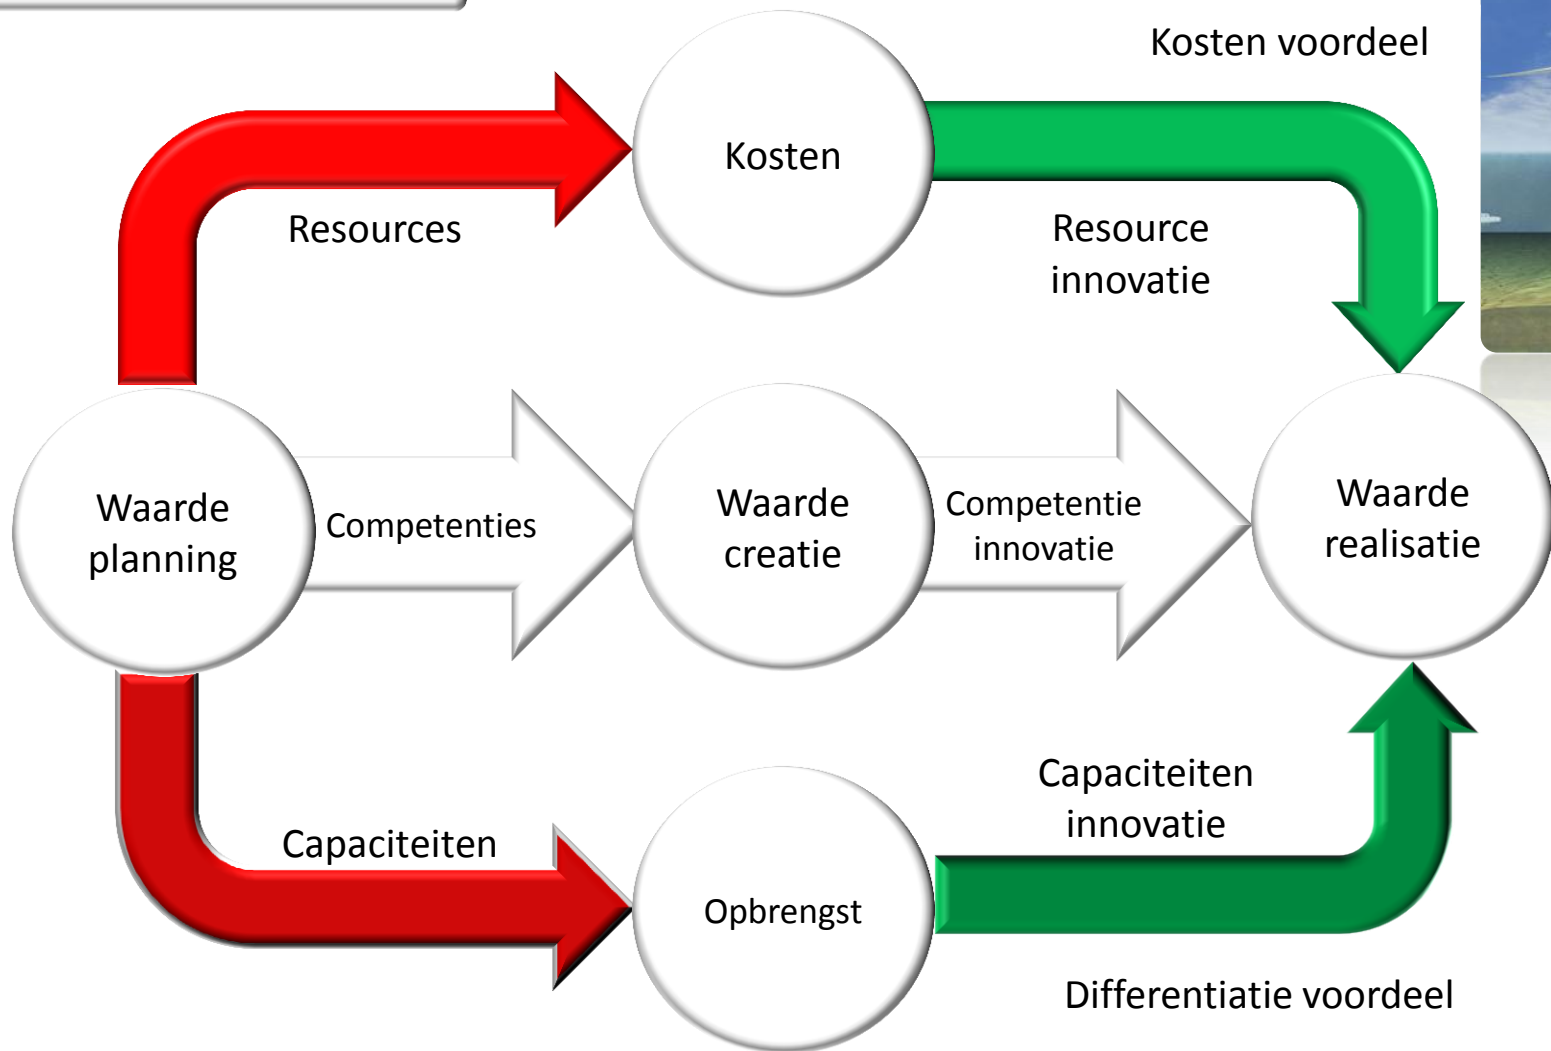 Kosten voordeel
Kosten
Resources
Resource
innovatie
Waarde
planning
Competenties
Waarde
creatie
Competentie
innovatie
Waarde
realisatie
Capaciteiten
Capaciteiten
innovatie
Opbrengst
Differentiatie voordeel